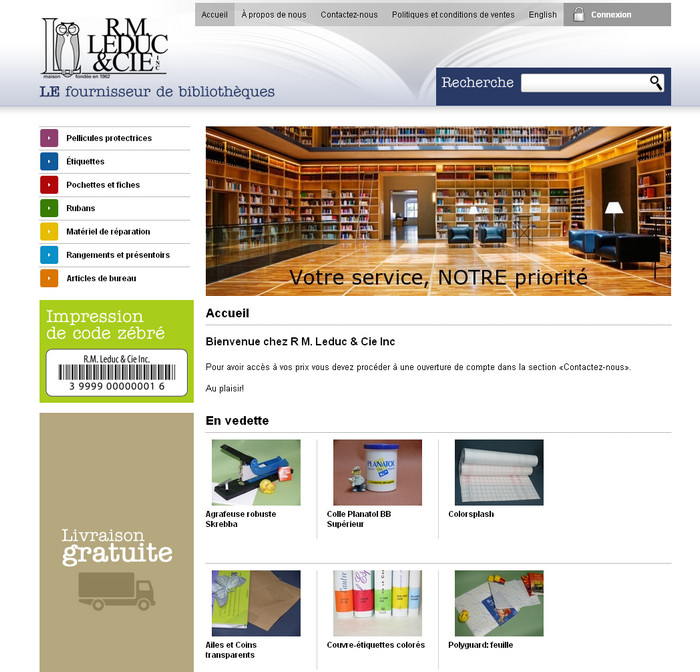 Accueil À propos de nous Contactez-nous Politiques et conditions de ventes English Connexion
R.M.
LEDUC
& CIE INC
maison fondée en 1962
LE fournisseur de bibliothèques
Recherche
Pellicules protectrices
Étiquettes
Pochettes et fiches
Rubans
Matériel de réparation
Rangements et présentoirs
Articles de bureau
Impression
de code zébré
R.M. Leduc & Cie Inc.
3 9999 00000001 6
Livraison
gratuite
Votre service, NOTRE priorité
Accueil
Bienvenue chez R M. Leduc & Cie Inc
Pour avoir accès à vos prix vous devez procéder à une ouverture de compte dans la section «Contactez-nous».
Au plaisir!
En vedette
PLANATOL
BB
Agrafeuse robuste
Skrebba
Colle Planatol BB
Supérieur
Colorsplash
Ailes et Coins
transparents
Couvre-étiquettes colorés
Polyguard: feuille